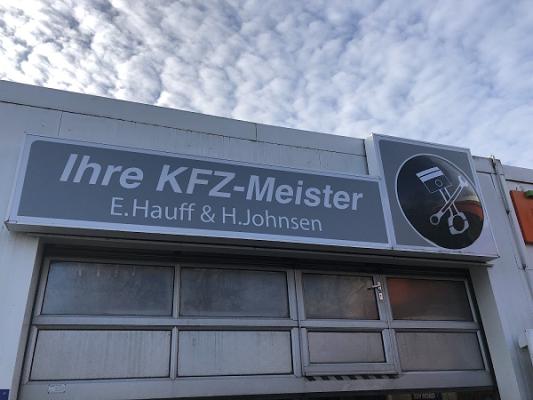 Ihre KFZ-Meister
E.Hauff & H.Johnsen